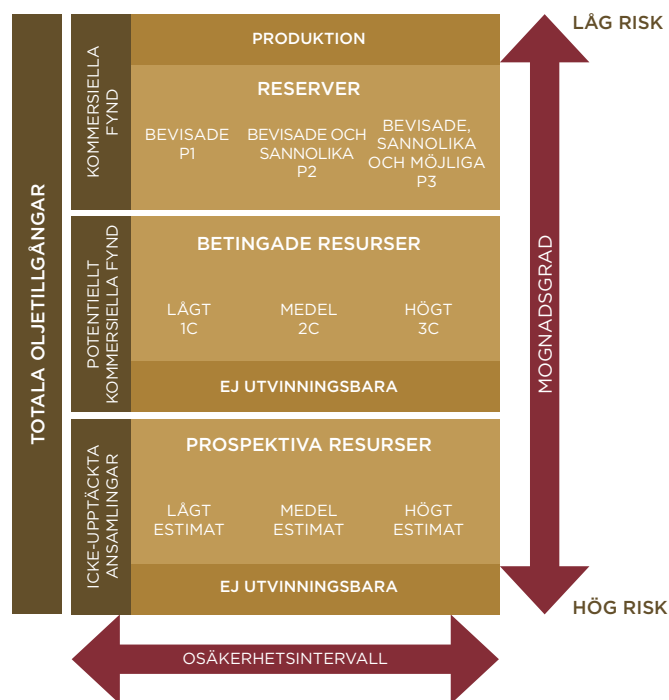 TOTALA OLJETILLGÅNGAR
KOMMERSIELLA
FYND
PRODUKTION
RESERVER
BEVISADE
P1
BEVISADE OCH
SANNOLIKA
P2
BEVISADE,
SANNOLIKA
OCH MÖJLIGA
P3
POTENTIELLT
KOMMERSIELLA FYND
BETINGADE RESURSER
LÅGT
1C
MEDEL
2C
HÖGT
3C
EJ UTVINNINGSBARA
ICKE-UPPTÄCKTA
ANSAMLINGAR
PROSPEKTIVA RESURSER
LÅGT
ESTIMAT
MEDEL
ESTIMAT
HÖGT
ESTIMAT
EJ UTVINNINGSBARA
LÅG RISK
MOGNADSGRAD
HÖG RISK
OSÄKERHETSINTERVALL